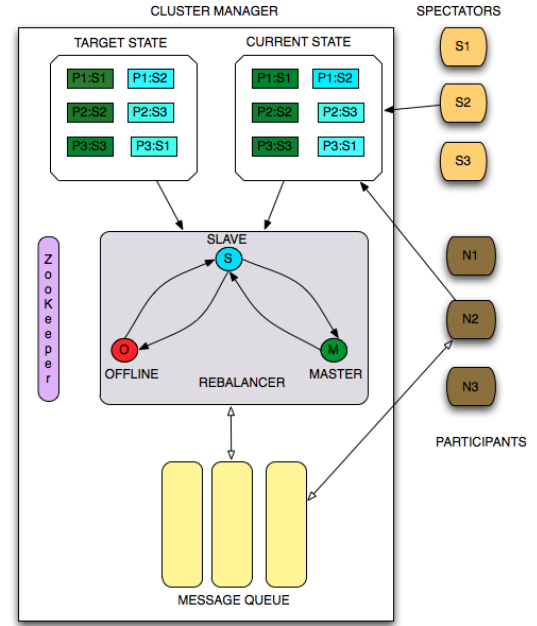 CLUSTER MANAGER
SPECTATORS
TARGET STATE
CURRENT STATE
P1:S1 P1:S2
P2:S2 P2:S3
P3:S3 P3:S1
P1:S1 P1:S2
P2:S2 P2:S3
P3:S3 P3:S1
S1
S2
S3
ZooKeeper
SLAVE
S
O
M
OFFLINE
MASTER
REBALANCER
N1
N2
N3
PARTICIPANTS
MESSAGE QUEUE